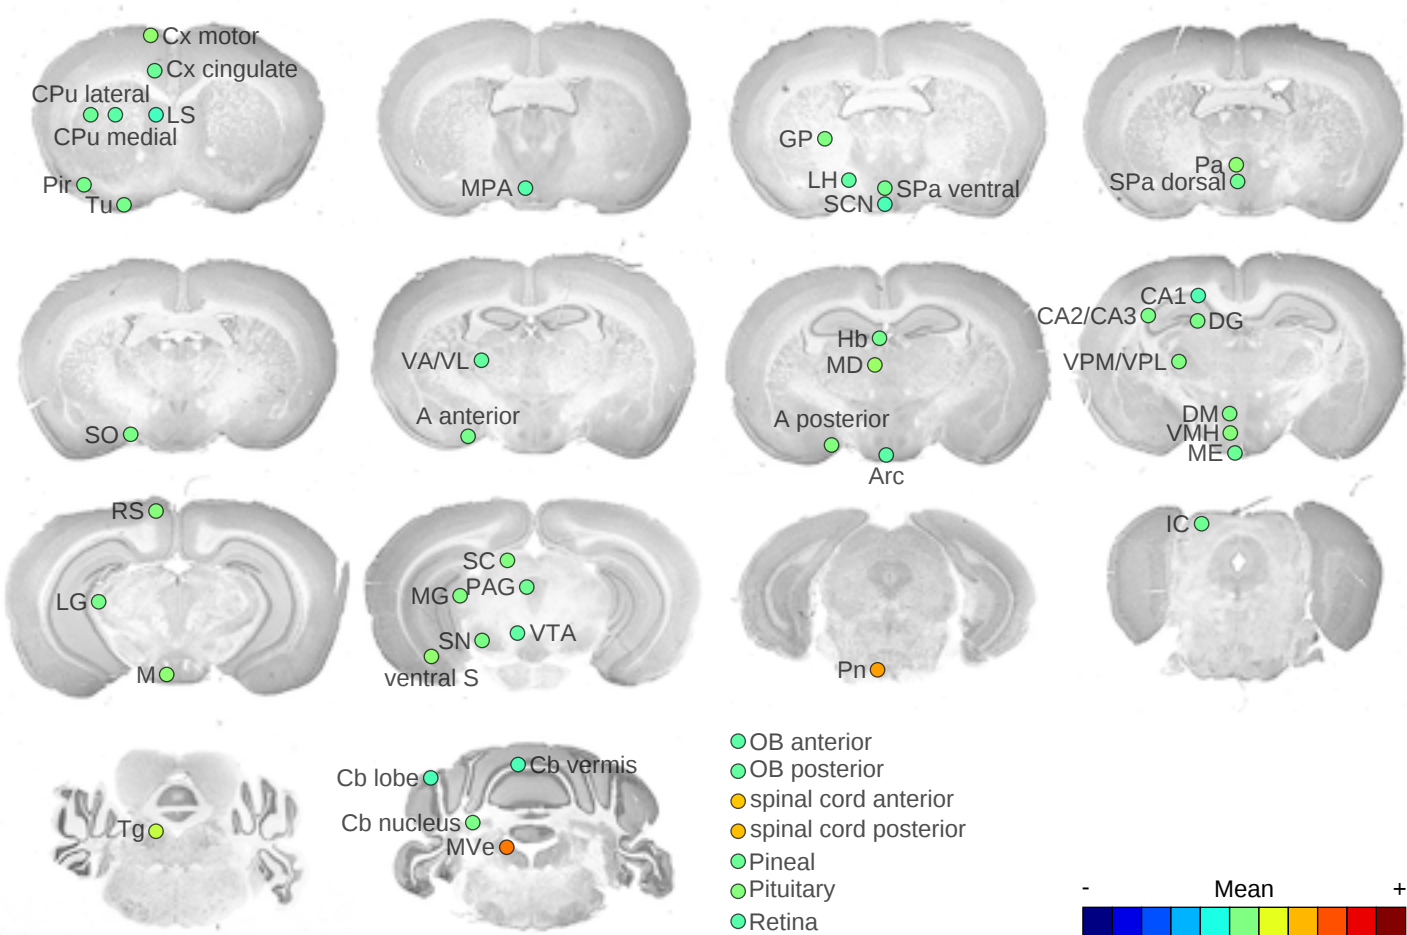 Cx motor
Cx cingulate
CPu lateral
LS
CPu medial
Pir
Tu
MPA
GP
LH
SPa ventral
SCN
Pa
SPa dorsal
SO
VA/VL
A anterior
Hb
MD
A posterior
Arc
CA1
CA2/CA3
DG
VPM/VPL
DM
VMH
ME
RS
LG
M
SC
MG
PAG
SN
VTA
ventral S
Pn
IC
Tg
Cb lobe
Cb vermis
Cb nucleus
MVe
OB anterior
OB posterior
spinal cord anterior
spinal cord posterior
Pineal
Pituitary
Retina
- Mean +